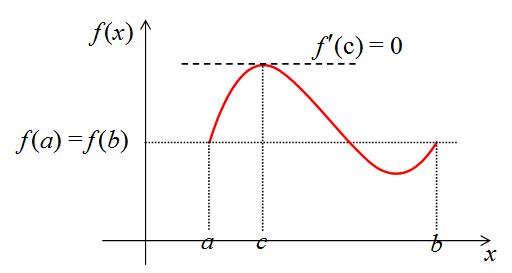 f(x)
f′(c) = 0
f(a) =f(b)
a
c
b
x